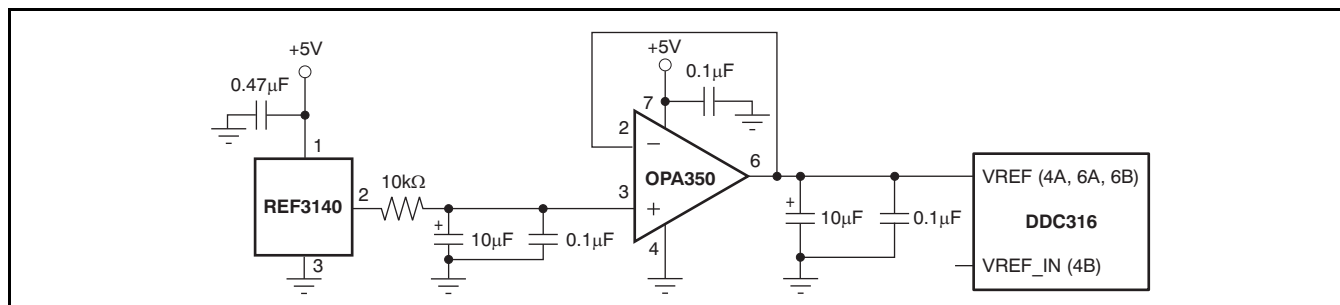 +5V
0.47µF
1
REF3140
2
3
10kΩ
+
10µF
0.1µF
+5V
0.1µF
7
2
−
3
+
OPA350
4
6
+
10µF
0.1µF
VREF (4A, 6A, 6B)
DDC316
VREF_IN (4B)